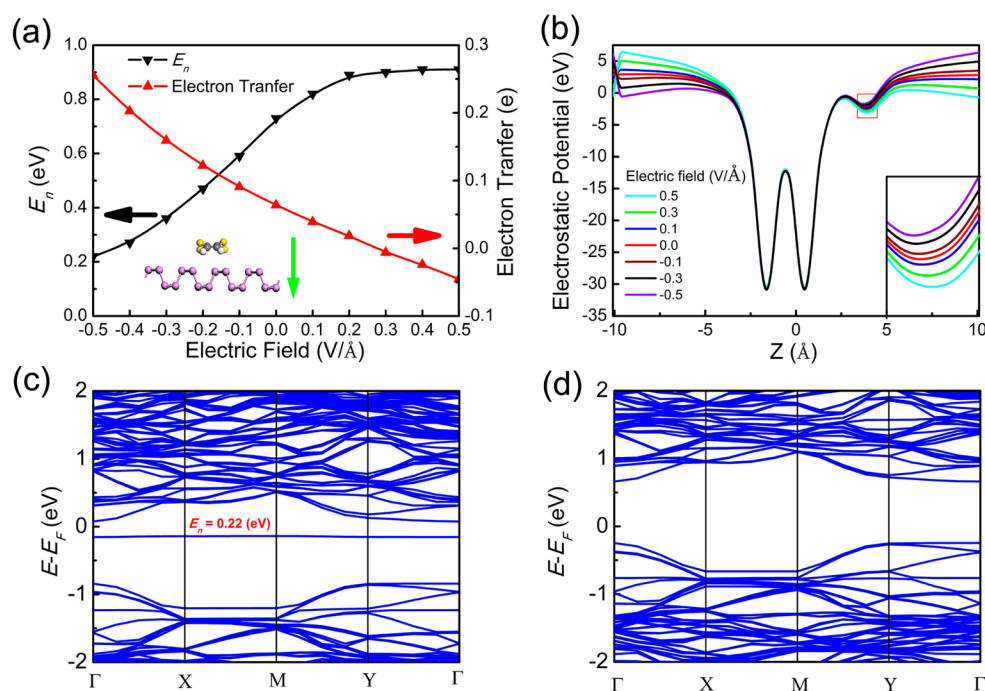 (a)
1.0
0.8
0.6
0.4
0.2
0.0
E_n (eV)
E_n
Electron Tranfer
0.3
0.2
0.1
0.0
-0.1
Electron Tranfer (e)
-0.5 -0.4 -0.3 -0.2 -0.1 0.0 0.1 0.2 0.3 0.4 0.5
Electric Field (V/Å)
(b)
5
0
-5
-10
-15
-20
-25
-30
-35
Electrostatic Potential (eV)
Electric field (V/Å)
0.5
0.3
0.1
0.0
-0.1
-0.3
-0.5
-10 -5 0 5 10
Z (Å)
(c)
2
1
0
-1
-2
E-E_F (eV)
E_n = 0.22 (eV)
Γ X M Y Γ
(d)
2
1
0
-1
-2
E-E_F (eV)
Γ X M Y Γ